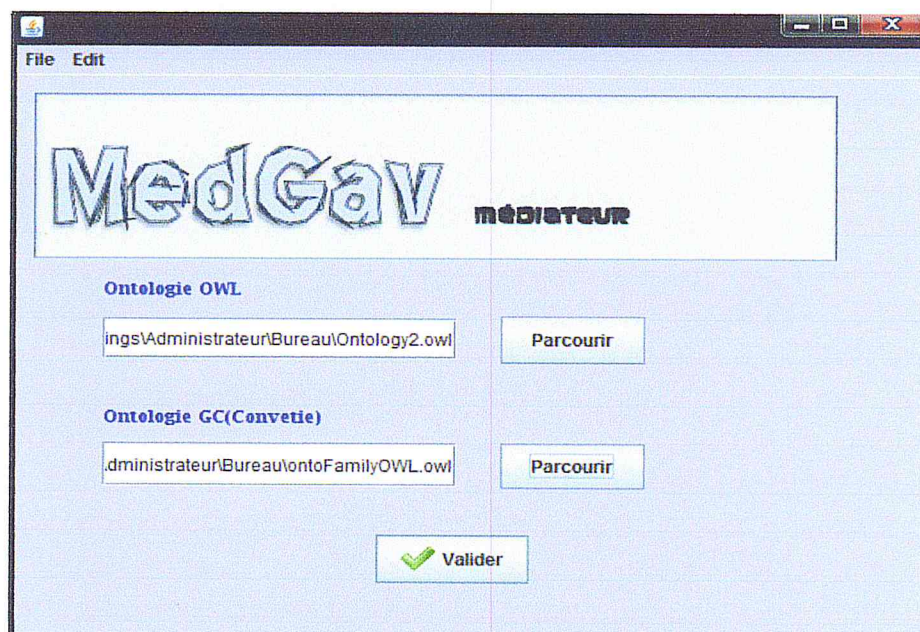 File Edit
MedGav MÉDIATEUR
Ontologie OWL
ings\Administrateur\Bureau\Ontology2.owl
Parcourir
Ontologie GC(Convetie)
.dministrateur\Bureau\ontoFamilyOWL.owl
Parcourir
Valider